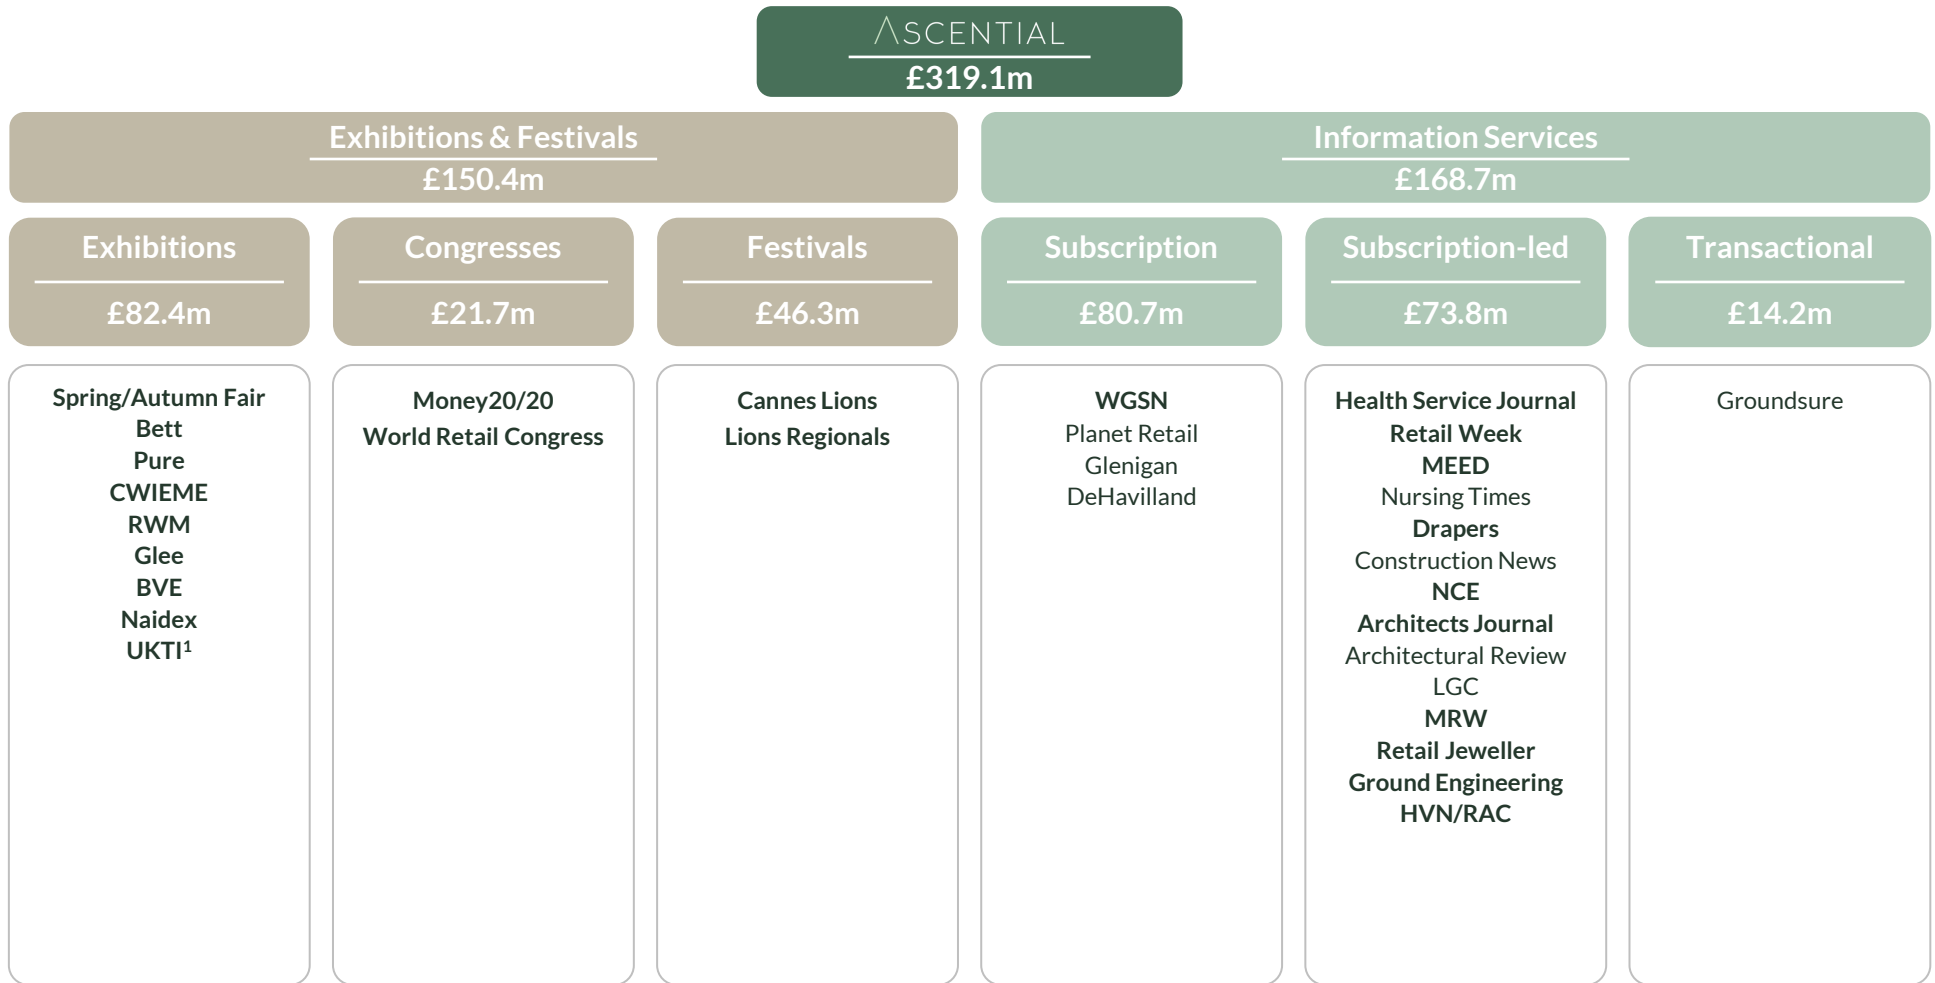 ASCENTIAL
£319.1m
Exhibitions & Festivals
£150.4m
Information Services
£168.7m
Exhibitions
£82.4m
Congresses
£21.7m
Festivals
£46.3m
Subscription
£80.7m
Subscription-led
£73.8m
Transactional
£14.2m
Spring/Autumn Fair
Bett
Pure
CWIEME
RWM
Glee
BVE
Naidex
UKTI¹
Money20/20
World Retail Congress
Cannes Lions
Lions Regionals
WGSN
Planet Retail
Glenigan
DeHavilland
Health Service Journal
Retail Week
MEED
Nursing Times
Drapers
Construction News
NCE
Architects Journal
Architectural Review
LGC
MRW
Retail Jeweller
Ground Engineering
HVN/RAC
Groundsure